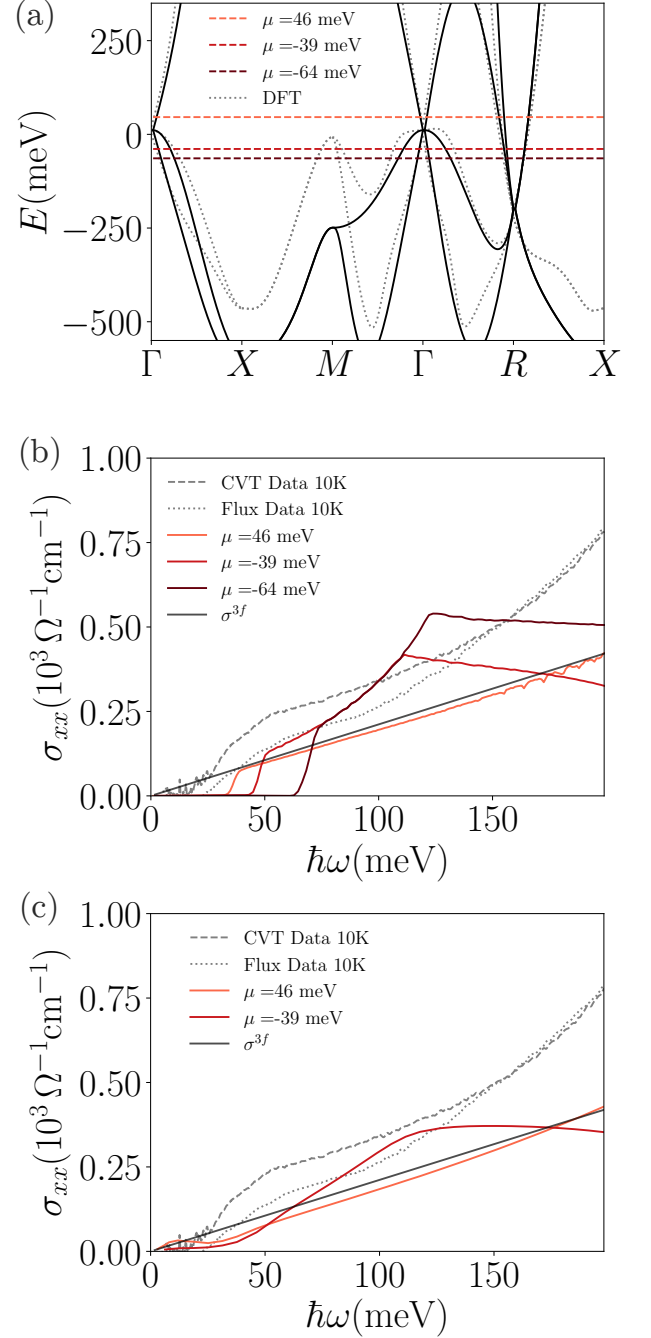 (a)
μ =46 meV
μ =-39 meV
μ =-64 meV
DFT
E(meV)
250
0
−250
−500
Γ X M Γ R X
(b)
CVT Data 10K
Flux Data 10K
μ =46 meV
μ =-39 meV
μ =-64 meV
σ³ᶠ
σₓₓ(10³ Ω⁻¹cm⁻¹)
1.00
0.75
0.50
0.25
0.00
0 50 100 150
ħω(meV)
(c)
CVT Data 10K
Flux Data 10K
μ =46 meV
μ =-39 meV
σ³ᶠ
σₓₓ(10³ Ω⁻¹cm⁻¹)
1.00
0.75
0.50
0.25
0.00
0 50 100 150
ħω(meV)